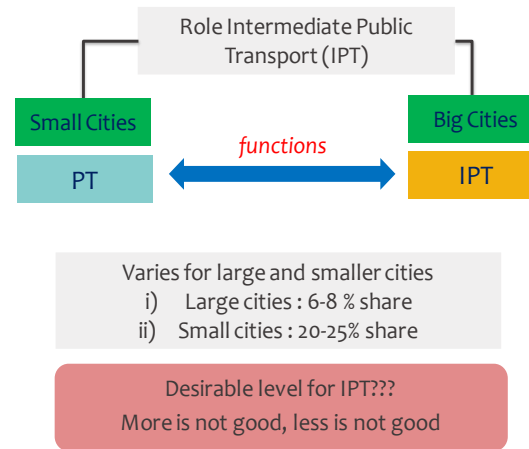 Role Intermediate Public
Transport (IPT)
Small Cities
Big Cities
functions
PT
IPT
Varies for large and smaller cities
i) Large cities : 6-8 % share
ii) Small cities : 20-25% share
Desirable level for IPT???
More is not good, less is not good